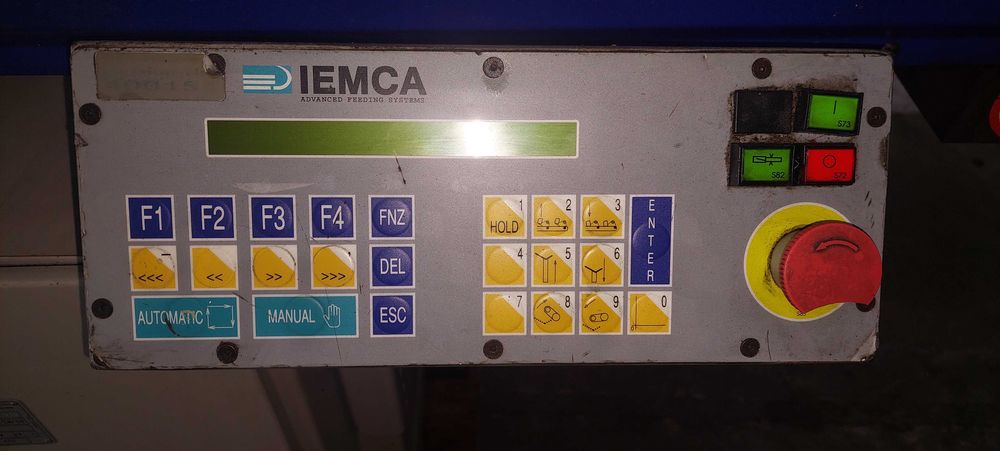 IEMCA
ADVANCED FEEDING SYSTEMS
I
S73
S82
O
S72
F1 F2 F3 F4 FNZ
HOLD 1 2 3
ENTER
- <<< << >> >>> DEL
4 5 6
AUTOMATIC MANUAL ESC
7 8 9 0